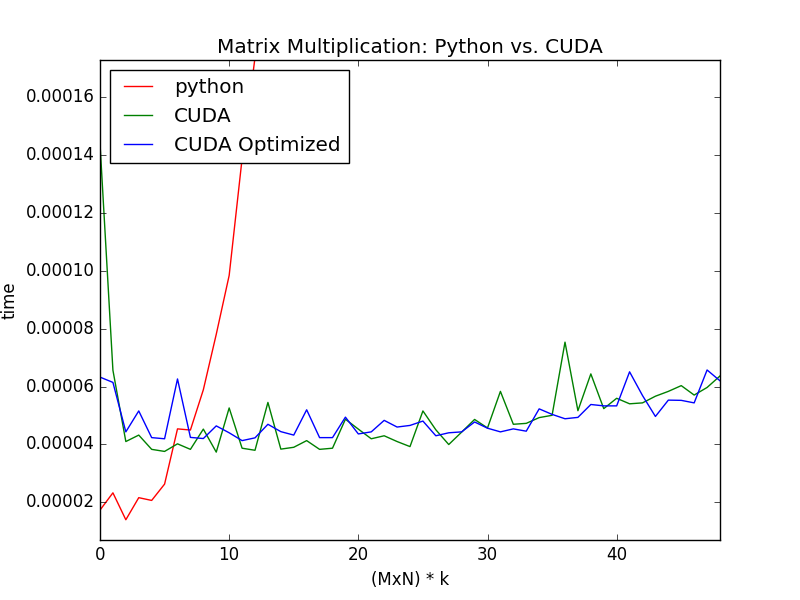 Matrix Multiplication: Python vs. CUDA
python
CUDA
CUDA Optimized
0.00016
0.00014
0.00012
0.00010
0.00008
0.00006
0.00004
0.00002
time
0 10 20 30 40
(MxN) * k